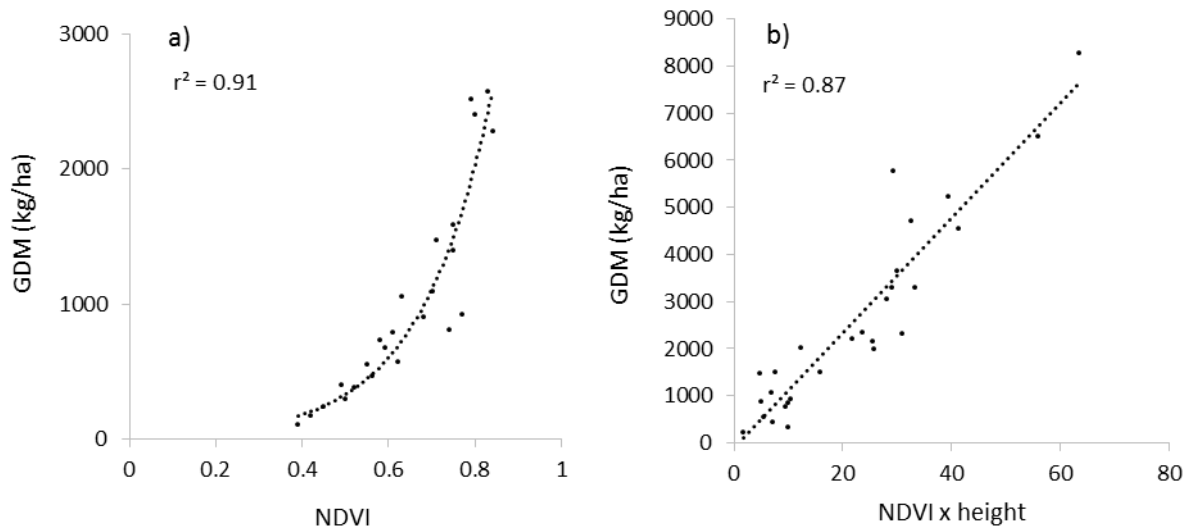 a)
r² = 0.91
GDM (kg/ha)
3000
2000
1000
0
0 0.2 0.4 0.6 0.8 1
NDVI
b)
r² = 0.87
GDM (kg/ha)
9000
8000
7000
6000
5000
4000
3000
2000
1000
0
0 20 40 60 80
NDVI x height